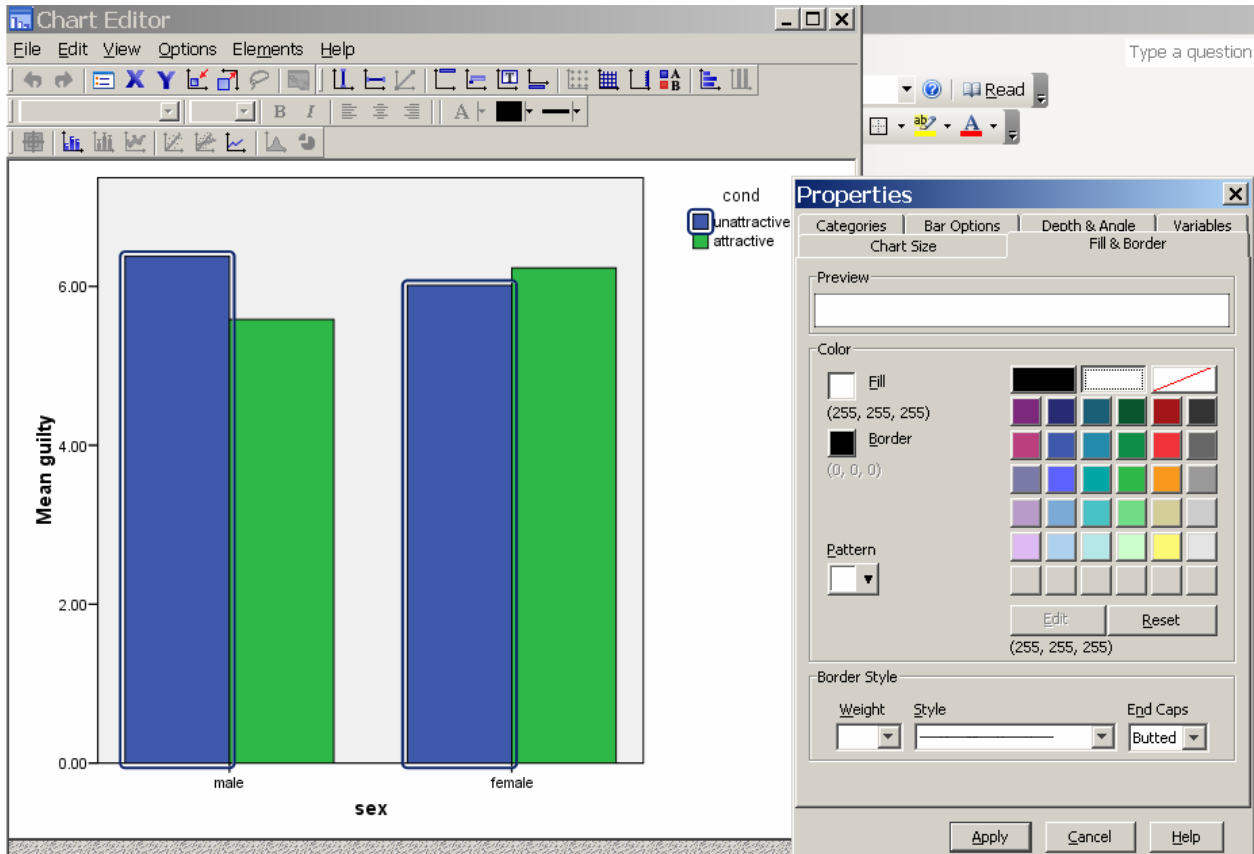 Chart Editor
File Edit View Options Elements Help
Type a question
Read
B I A
cond
unattractive
attractive
6.00
4.00
2.00
0.00
Mean guilty
male female
sex
Properties
Categories Bar Options Depth & Angle Variables
Chart Size Fill & Border
Preview
Color
Fill
(255, 255, 255)
Border
(0, 0, 0)
Pattern
Edit Reset
(255, 255, 255)
Border Style
Weight Style End Caps
Butted
Apply Cancel Help